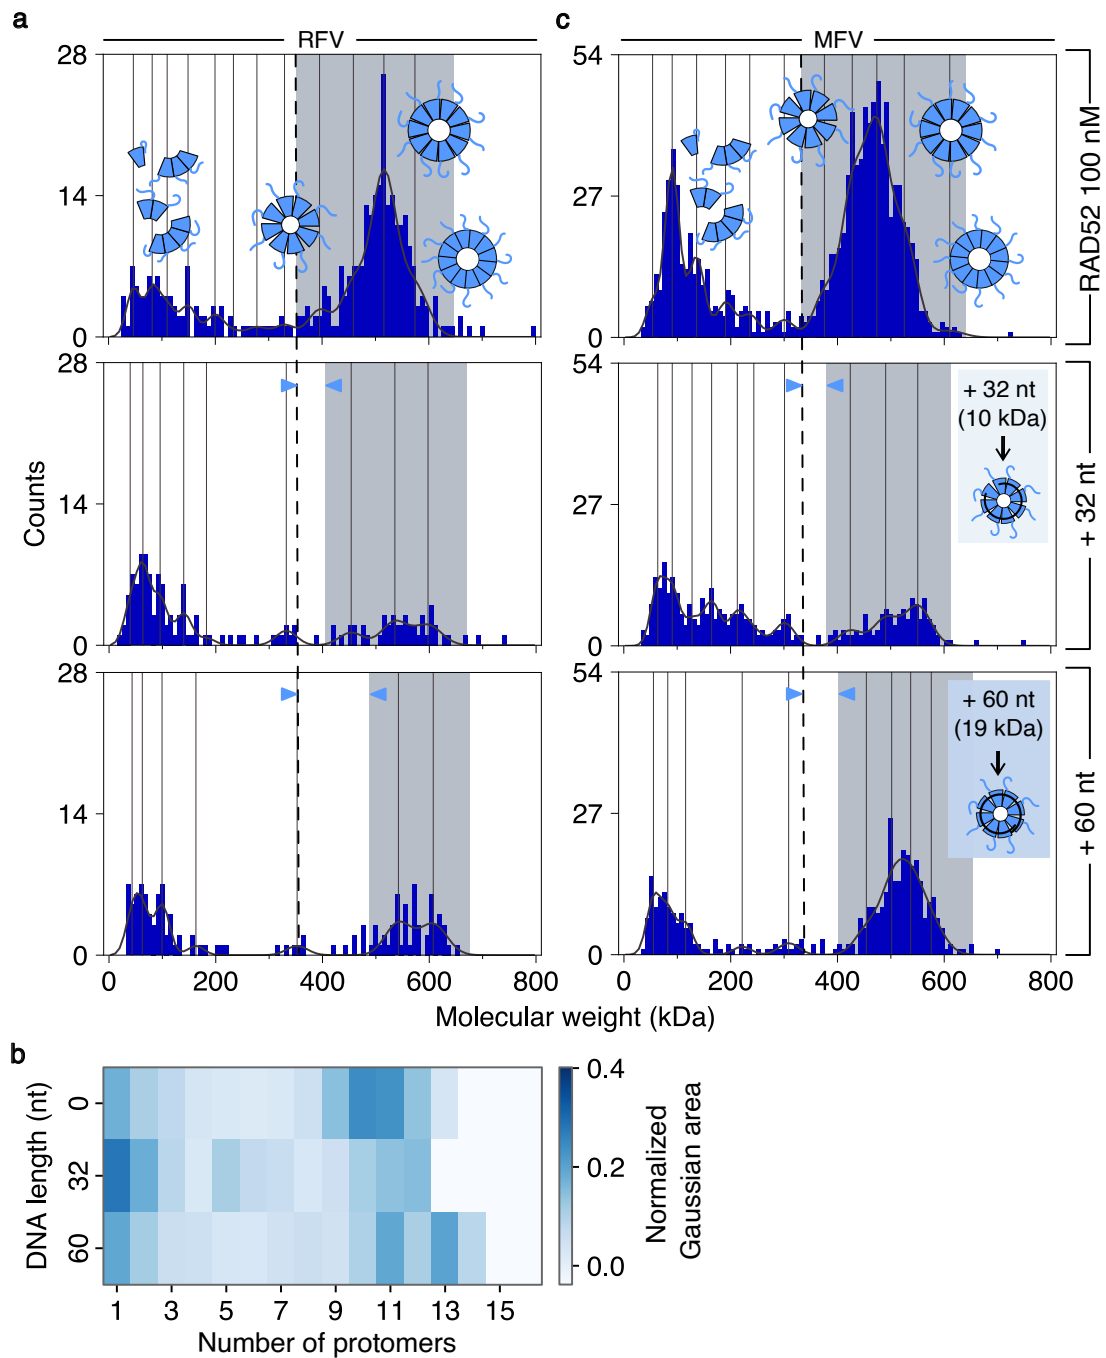 a
RFV
28
14
0
c
MFV
54
27
0
RAD52 100 nM
28
14
0
54
27
0
+ 32 nt
(10 kDa)
+ 32 nt
Counts
28
14
0
0 200 400 600 800
54
27
0
0 200 400 600 800
+ 60 nt
(19 kDa)
+ 60 nt
Molecular weight (kDa)
b
DNA length (nt)
0
32
60
1 3 5 7 9 11 13 15
Number of protomers
0.4
0.2
0.0
Normalized
Gaussian area